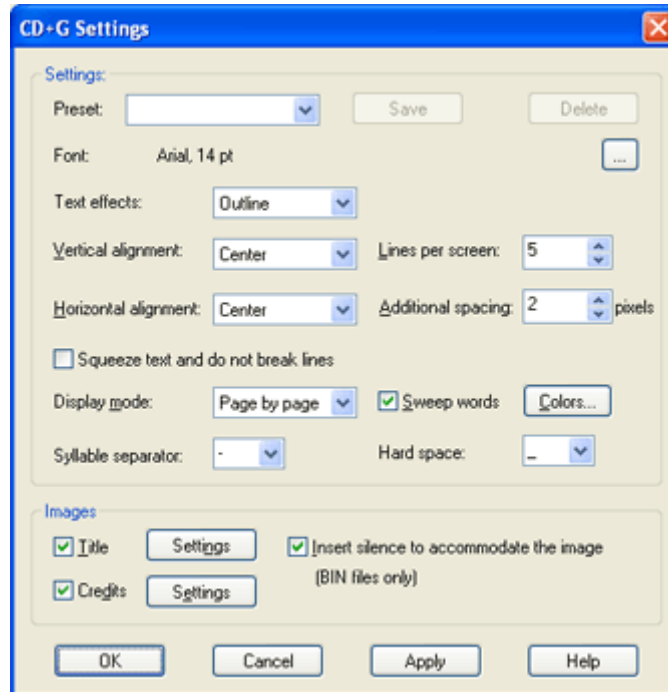 CD+G Settings
Settings:
Preset: Save Delete
Font: Arial, 14 pt ...
Text effects: Outline
Vertical alignment: Center Lines per screen: 5
Horizontal alignment: Center Additional spacing: 2 pixels
Squeeze text and do not break lines
Display mode: Page by page Sweep words Colors...
Syllable separator: - Hard space: _
Images
Title Settings Insert silence to accommodate the image
(BIN files only)
Credits Settings
OK Cancel Apply Help